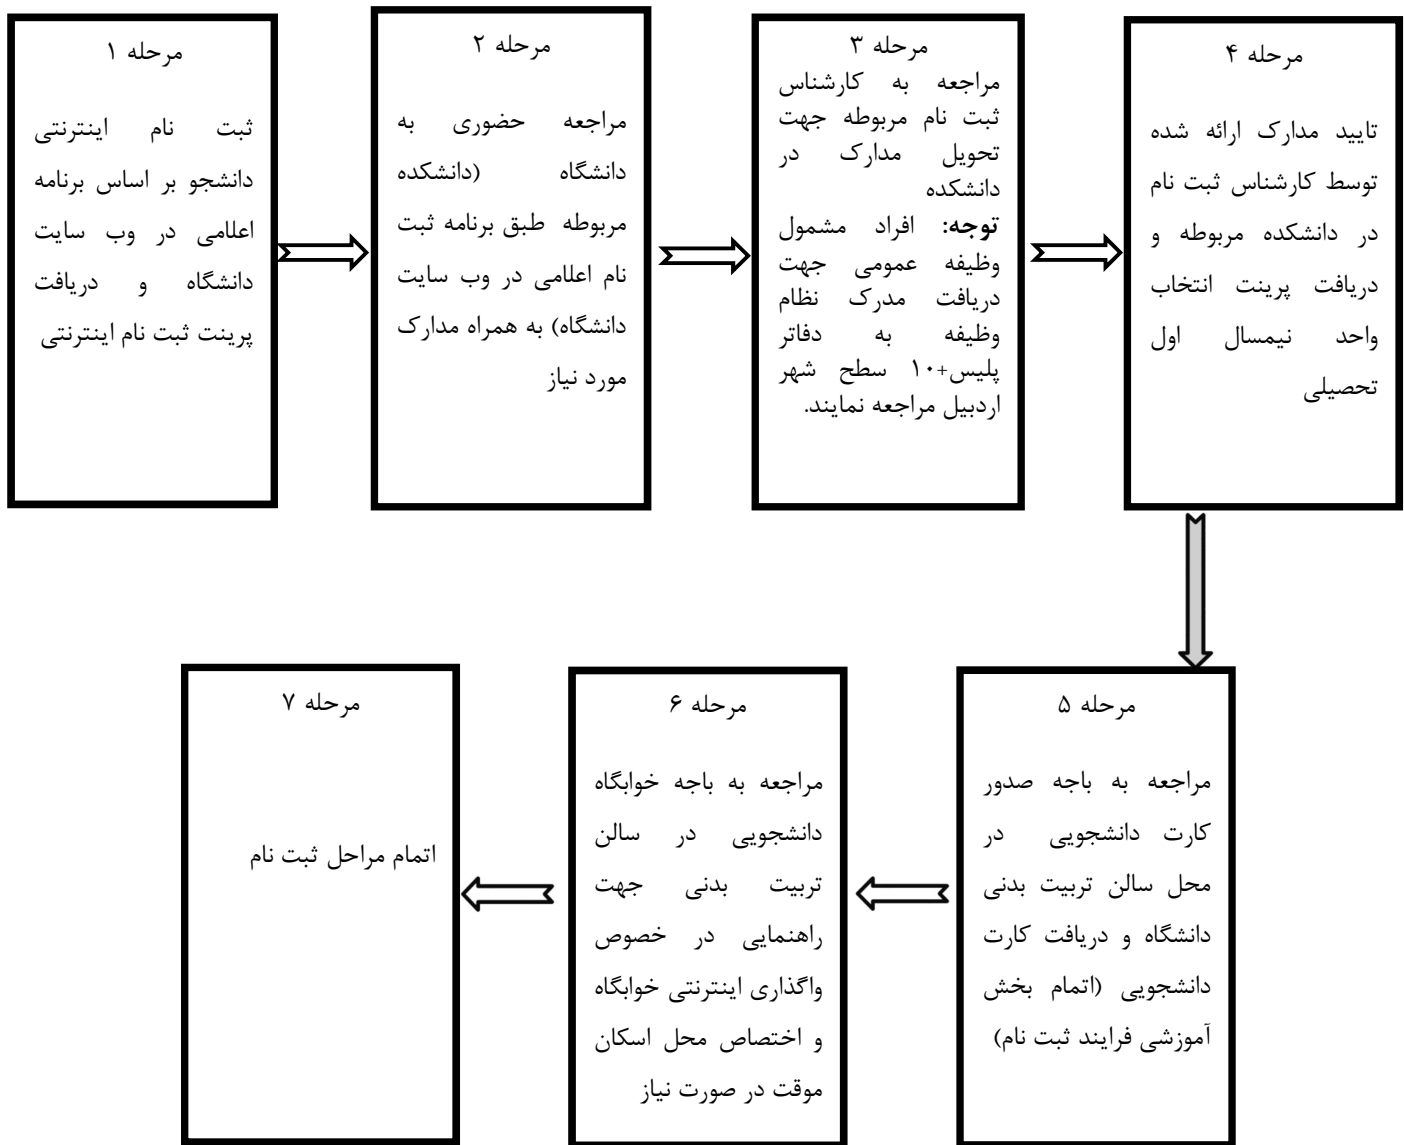 مرحله ۱
ثبت نام اینترنتی
دانشجو بر اساس برنامه
اعلامی در وب سایت
دانشگاه و دریافت
پرینت ثبت نام اینترنتی
مرحله ۲
مراجعه حضوری به
دانشگاه (دانشکده
مربوطه طبق برنامه ثبت
نام اعلامی در وب سایت
دانشگاه) به همراه مدارک
مورد نیاز
مرحله ۳
مراجعه به کارشناس
ثبت نام مربوطه جهت
تحویل مدارک در
دانشکده
توجه: افراد مشمول
وظیفه عمومی جهت
دریافت مدرک نظام
وظیفه به دفاتر
پلیس+۱۰ سطح شهر
اردبیل مراجعه نمایند.
مرحله ۴
تایید مدارک ارائه شده
توسط کارشناس ثبت نام
در دانشکده مربوطه و
دریافت پرینت انتخاب
واحد نیمسال اول
تحصیلی
مرحله ۵
مراجعه به باجه صدور
کارت دانشجویی در
محل سالن تربیت بدنی
دانشگاه و دریافت کارت
دانشجویی (اتمام بخش
آموزشی فرایند ثبت نام)
مرحله ۶
مراجعه به باجه خوابگاه
دانشجویی در سالن
تربیت بدنی جهت
راهنمایی در خصوص
واگذاری اینترنتی خوابگاه
و اختصاص محل اسکان
موقت در صورت نیاز
مرحله ۷
اتمام مراحل ثبت نام